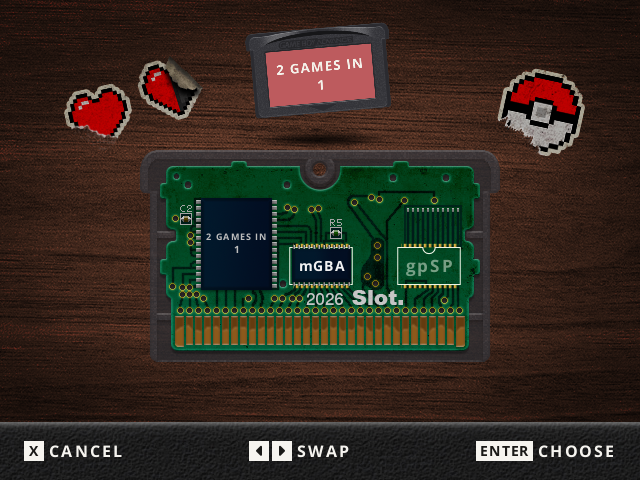 2 GAMES IN
1
C2
R5
2 GAMES IN
1
mGBA
gpSP
2026 Slot.
X CANCEL
SWAP
ENTER CHOOSE